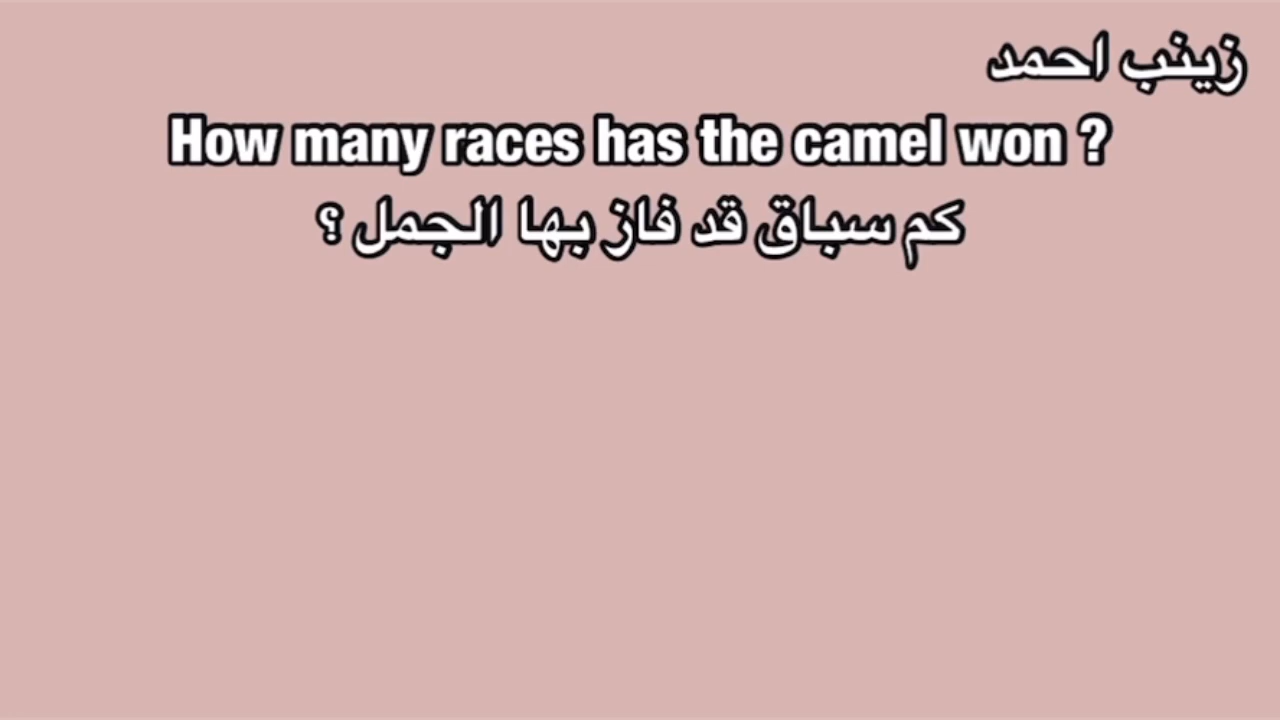 زينب احمد
How many races has the camel won ?
كم سباق قد فاز بها الجمل ؟